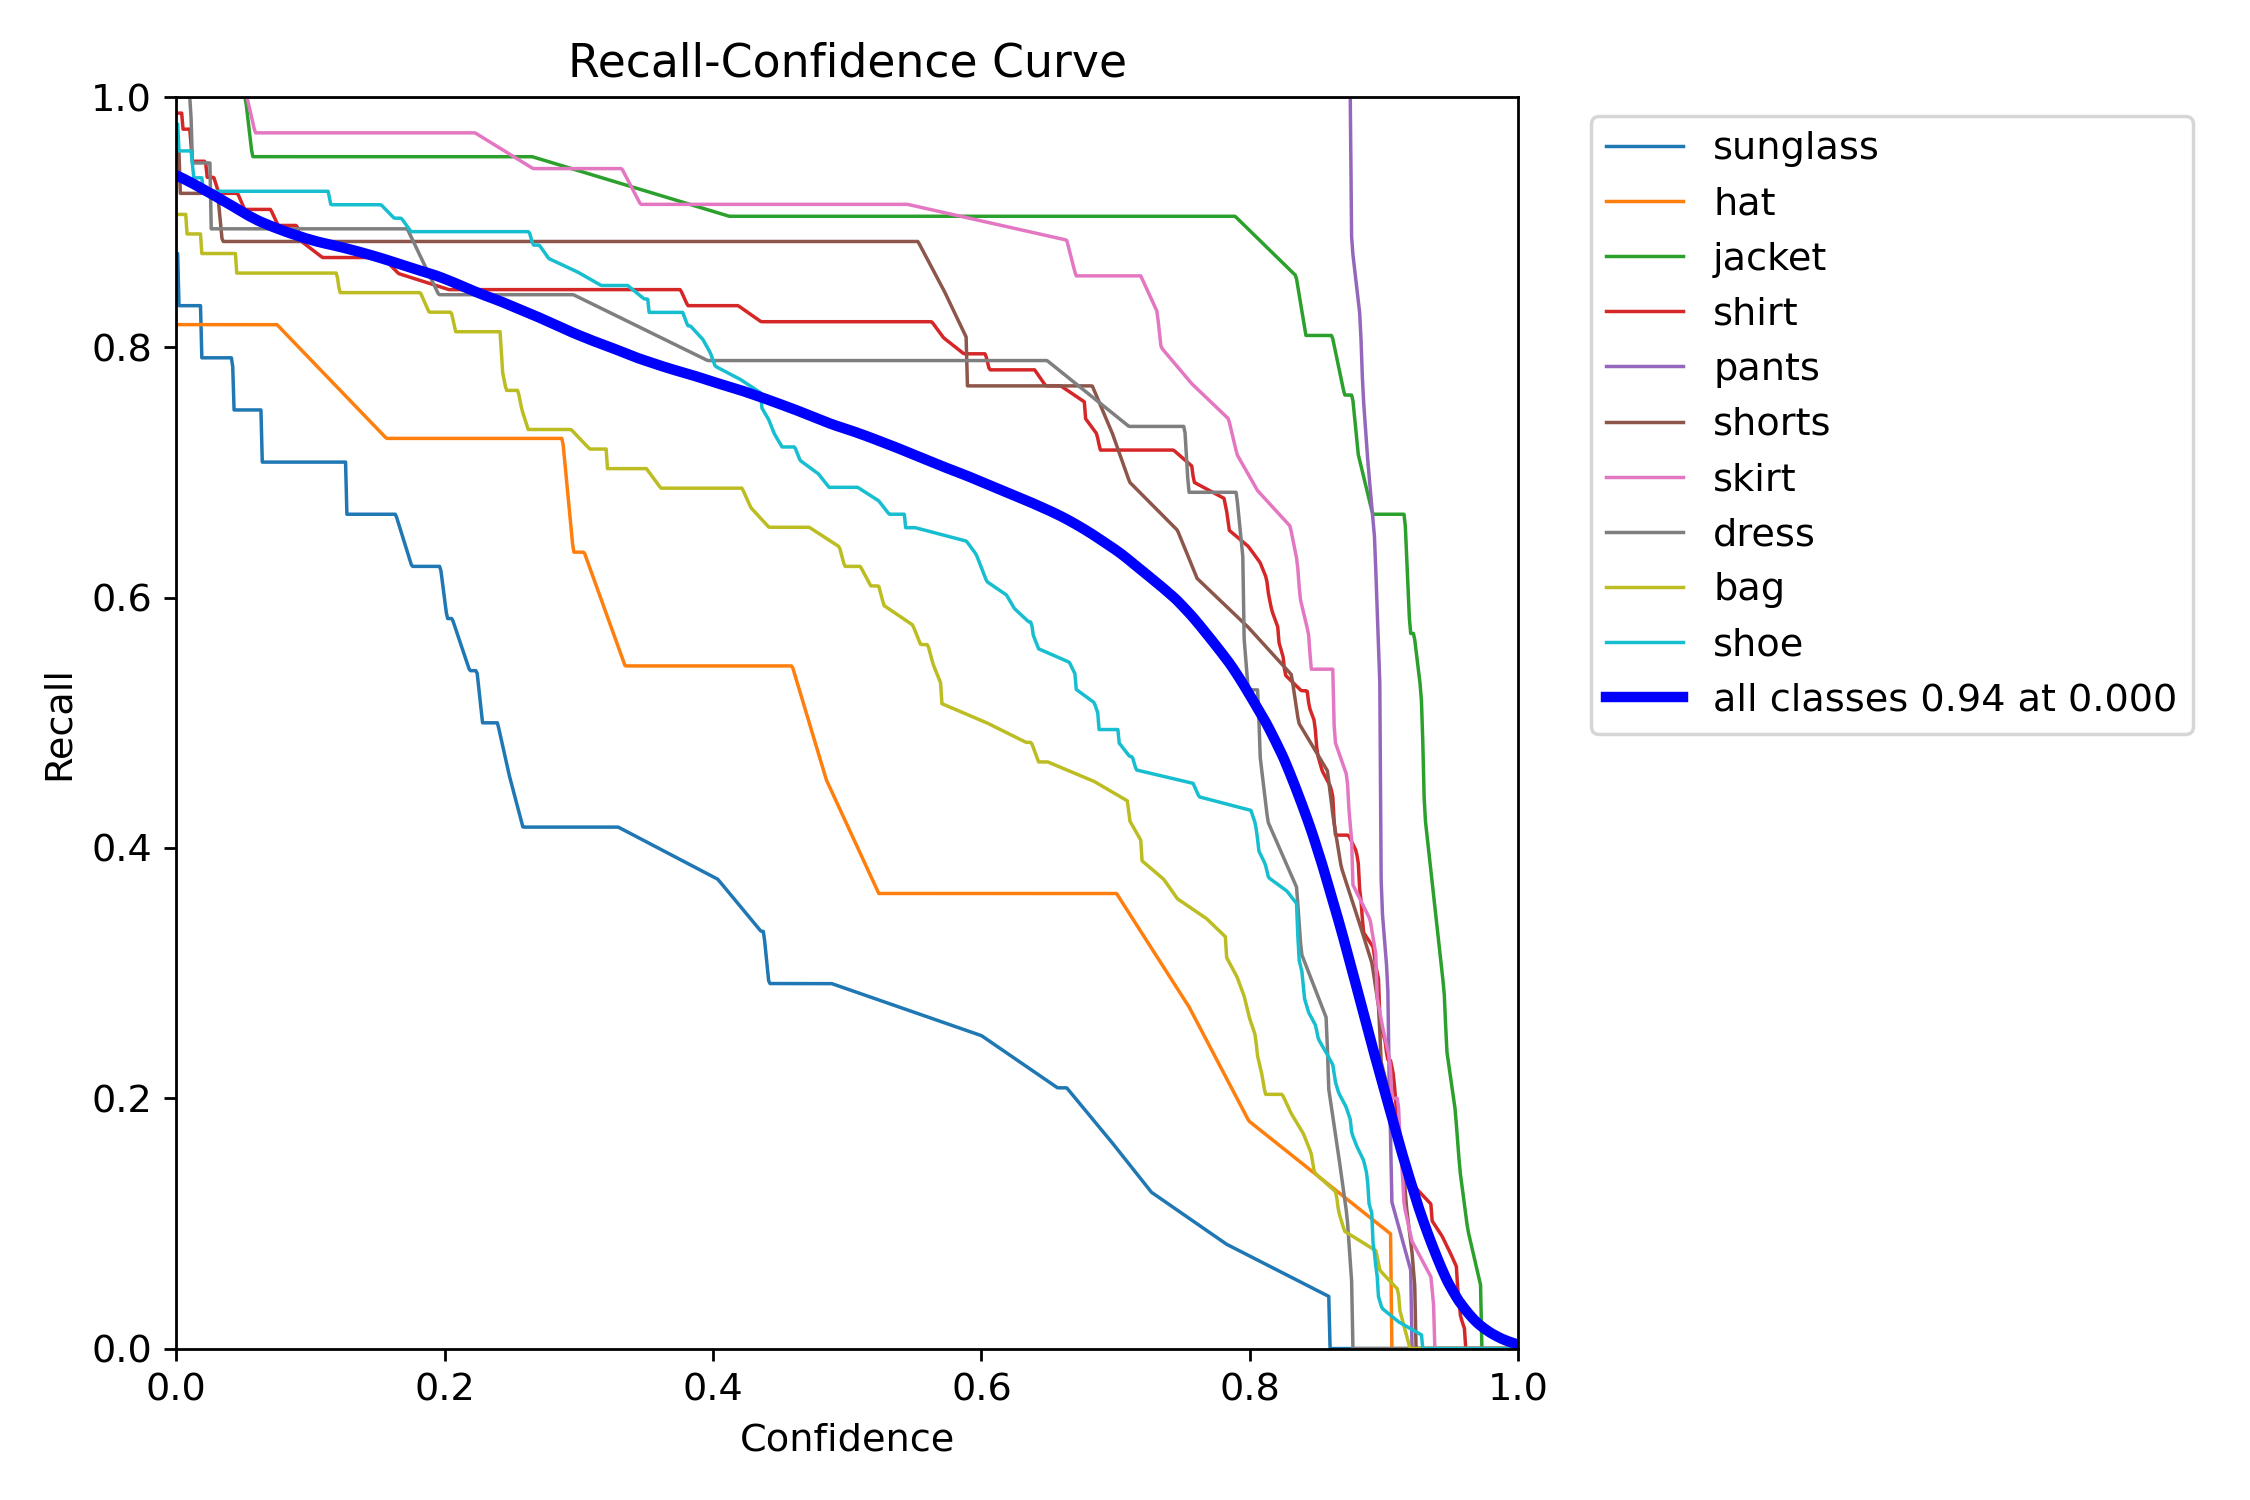 Recall-Confidence Curve
1.0
0.8
0.6
0.4
0.2
0.0
Recall
0.0 0.2 0.4 0.6 0.8 1.0
Confidence
sunglass
hat
jacket
shirt
pants
shorts
skirt
dress
bag
shoe
all classes 0.94 at 0.000